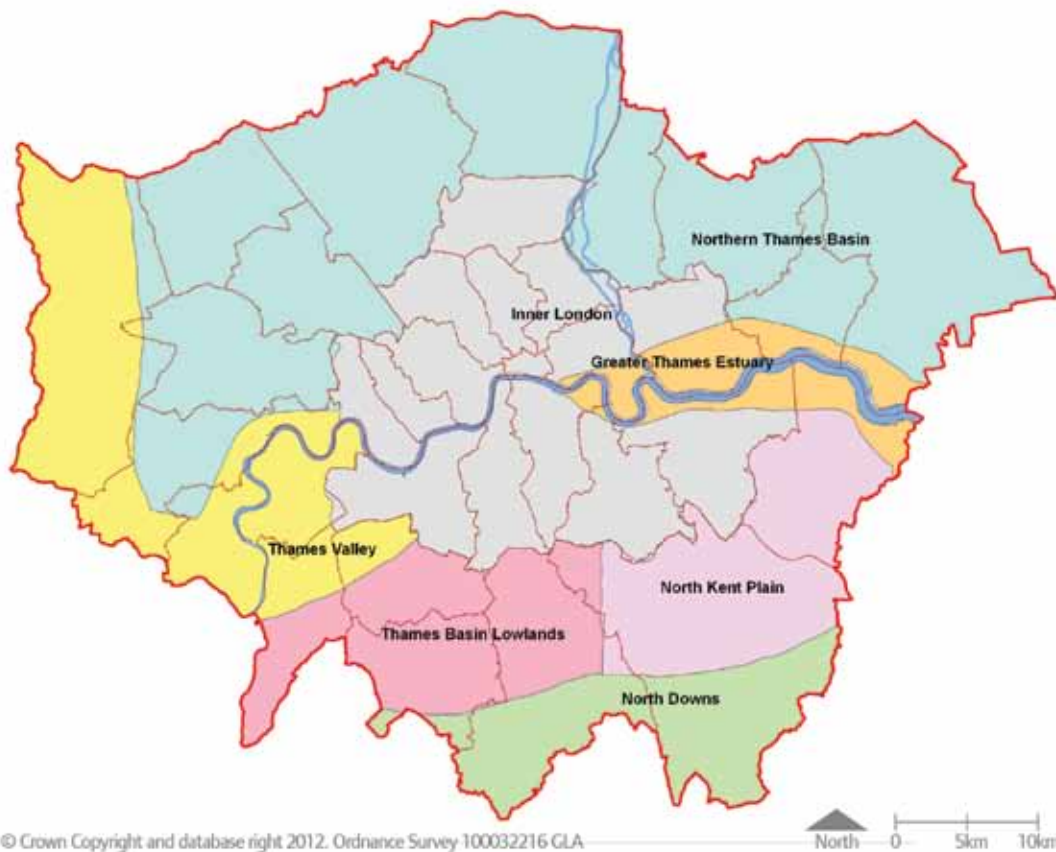 Northern Thames Basin
Inner London
Greater Thames Estuary
Thames Valley
North Kent Plain
Thames Basin Lowlands
North Downs
© Crown Copyright and database right 2012. Ordnance Survey 100032216 GLA
North 0 5km 10km